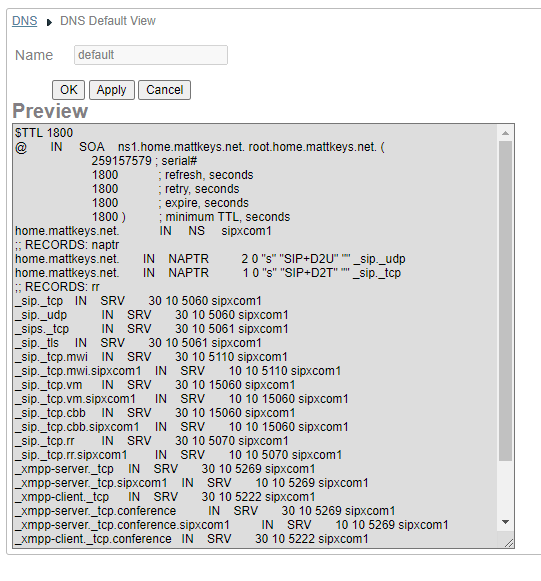 DNS ▸ DNS Default View
Name default
OK Apply Cancel
Preview
$TTL 1800
@ IN SOA ns1.home.mattkeys.net. root.home.mattkeys.net. (
259157579 ; serial#
1800 ; refresh, seconds
1800 ; retry, seconds
1800 ; expire, seconds
1800 ) ; minimum TTL, seconds
home.mattkeys.net. IN NS sipxcom1
;; RECORDS: naptr
home.mattkeys.net. IN NAPTR 2 0 "s" "SIP+D2U" "" _sip._udp
home.mattkeys.net. IN NAPTR 1 0 "s" "SIP+D2T" "" _sip._tcp
;; RECORDS: rr
_sip._tcp IN SRV 30 10 5060 sipxcom1
_sip._udp IN SRV 30 10 5060 sipxcom1
_sips._tcp IN SRV 30 10 5061 sipxcom1
_sip._tls IN SRV 30 10 5061 sipxcom1
_sip._tcp.mwi IN SRV 30 10 5110 sipxcom1
_sip._tcp.mwi.sipxcom1 IN SRV 10 10 5110 sipxcom1
_sip._tcp.vm IN SRV 30 10 15060 sipxcom1
_sip._tcp.vm.sipxcom1 IN SRV 10 10 15060 sipxcom1
_sip._tcp.cbb IN SRV 30 10 15060 sipxcom1
_sip._tcp.cbb.sipxcom1 IN SRV 10 10 15060 sipxcom1
_sip._tcp.rr IN SRV 30 10 5070 sipxcom1
_sip._tcp.rr.sipxcom1 IN SRV 10 10 5070 sipxcom1
_xmpp-server._tcp IN SRV 30 10 5269 sipxcom1
_xmpp-server._tcp.sipxcom1 IN SRV 10 10 5269 sipxcom1
_xmpp-client._tcp IN SRV 30 10 5222 sipxcom1
_xmpp-server._tcp.conference IN SRV 30 10 5269 sipxcom1
_xmpp-server._tcp.conference.sipxcom1 IN SRV 10 10 5269 sipxcom1
_xmpp-client._tcp.conference IN SRV 30 10 5222 sipxcom1